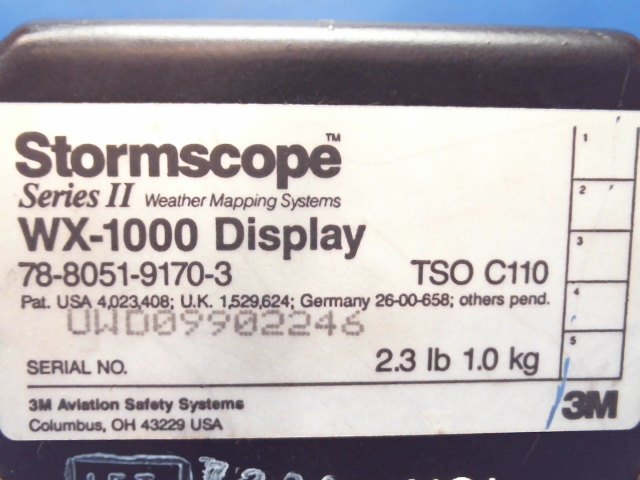 Stormscope™
Series II Weather Mapping Systems
WX-1000 Display
78-8051-9170-3 TSO C110
Pat. USA 4,023,408; U.K. 1,529,624; Germany 26-00-658; others pend.
UWD09902246
SERIAL NO. 2.3 lb 1.0 kg
3M Aviation Safety Systems
Columbus, OH 43229 USA
1
2
3
4
5
3M